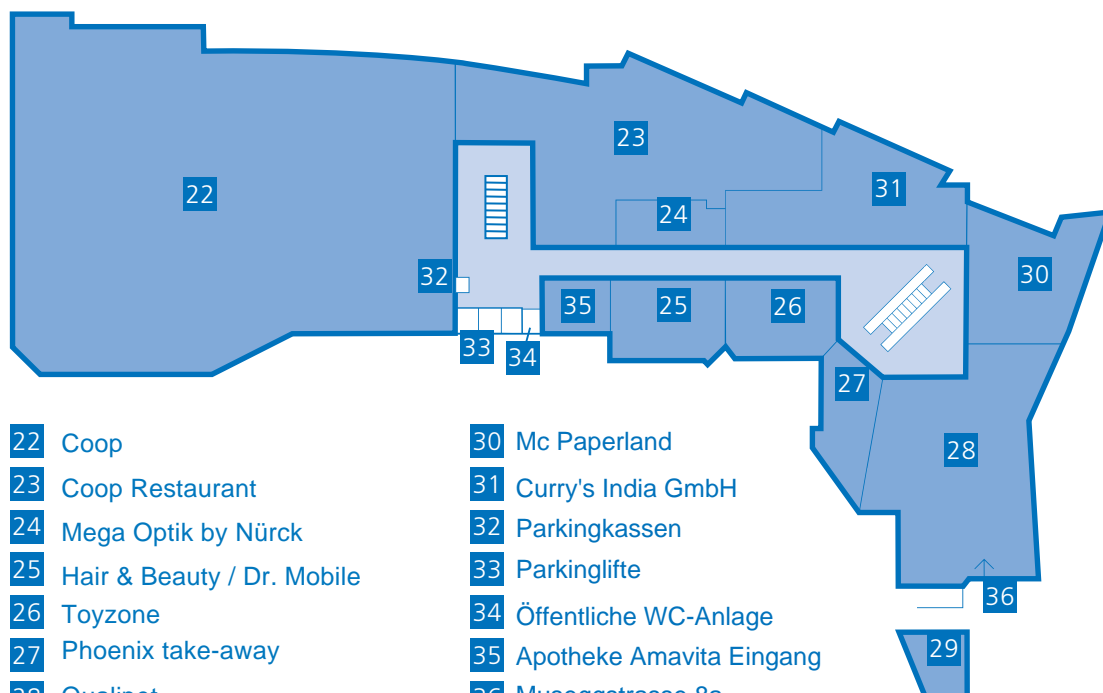 23
31
22
24
30
32
35
25
26
33
34
27
28
36
29
22 Coop
23 Coop Restaurant
24 Mega Optik by Nürck
25 Hair & Beauty / Dr. Mobile
26 Toyzone
27 Phoenix take-away
30 Mc Paperland
31 Curry's India GmbH
32 Parkingkassen
33 Parkinglifte
34 Öffentliche WC-Anlage
35 Apotheke Amavita Eingang